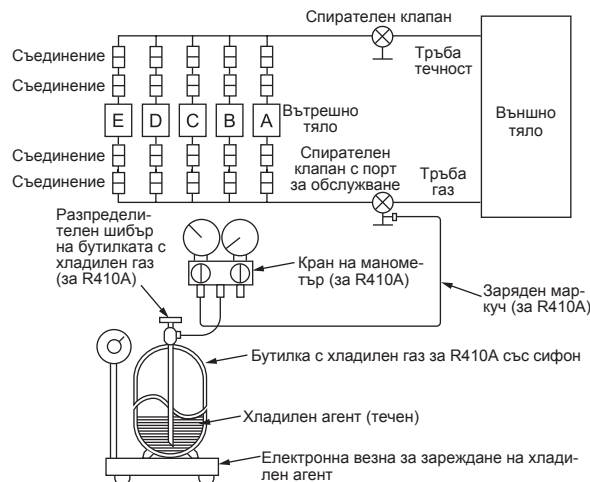 Спирателен клапан
Съединение
Тръба
течност
Съединение
Външно
тяло
E D C B A
Вътрешно
тяло
Спирателен
клапан с порт
за обслужване
Тръба
газ
Съединение
Съединение
Разпредели-
телен шибър
на бутилката с
хладилен газ
(за R410A)
Кран на маноме-
тър (за R410A)
Заряден мар-
куч (за R410A)
Бутилка с хладилен газ за R410A със сифон
Хладилен агент (течен)
Електронна везна за зареждане на хлади-
лен агент